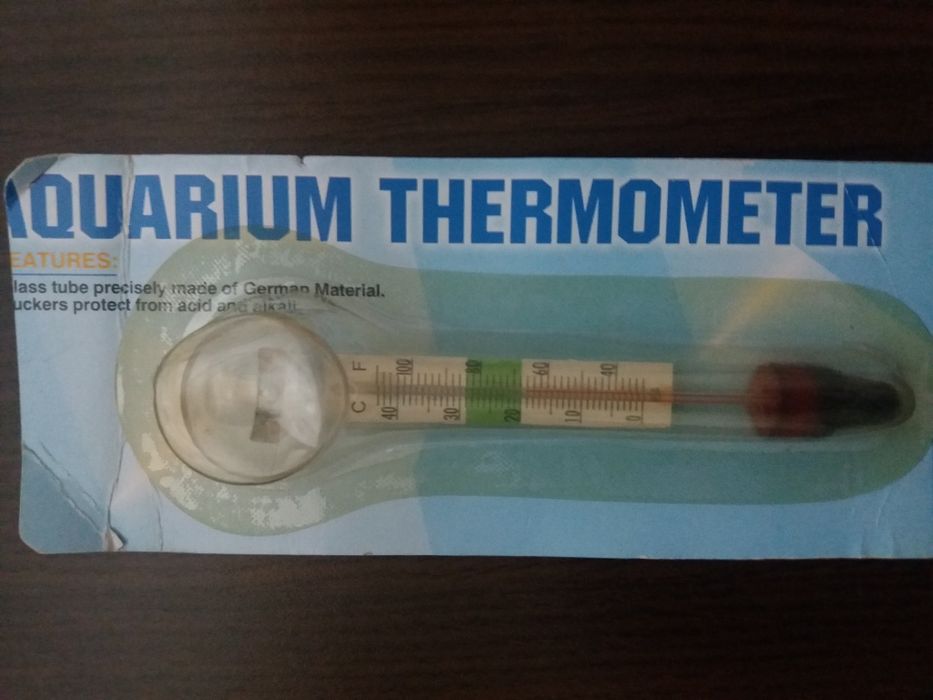 AQUARIUM THERMOMETER
EATURES:
lass tube precisely made of German Material.
uckers protect from acid and alkali.
F 100 80 60 40
C 40 30 20 10 0